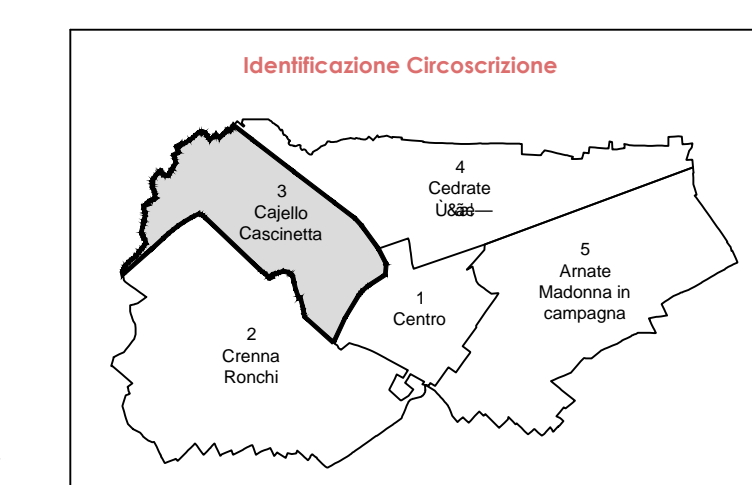 Identificazione Circoscrizione
4
Cedrate
3
Cajello
Cascinetta
5
Arnate
Madonna in
campagna
1
Centro
2
Crenna
Ronchi